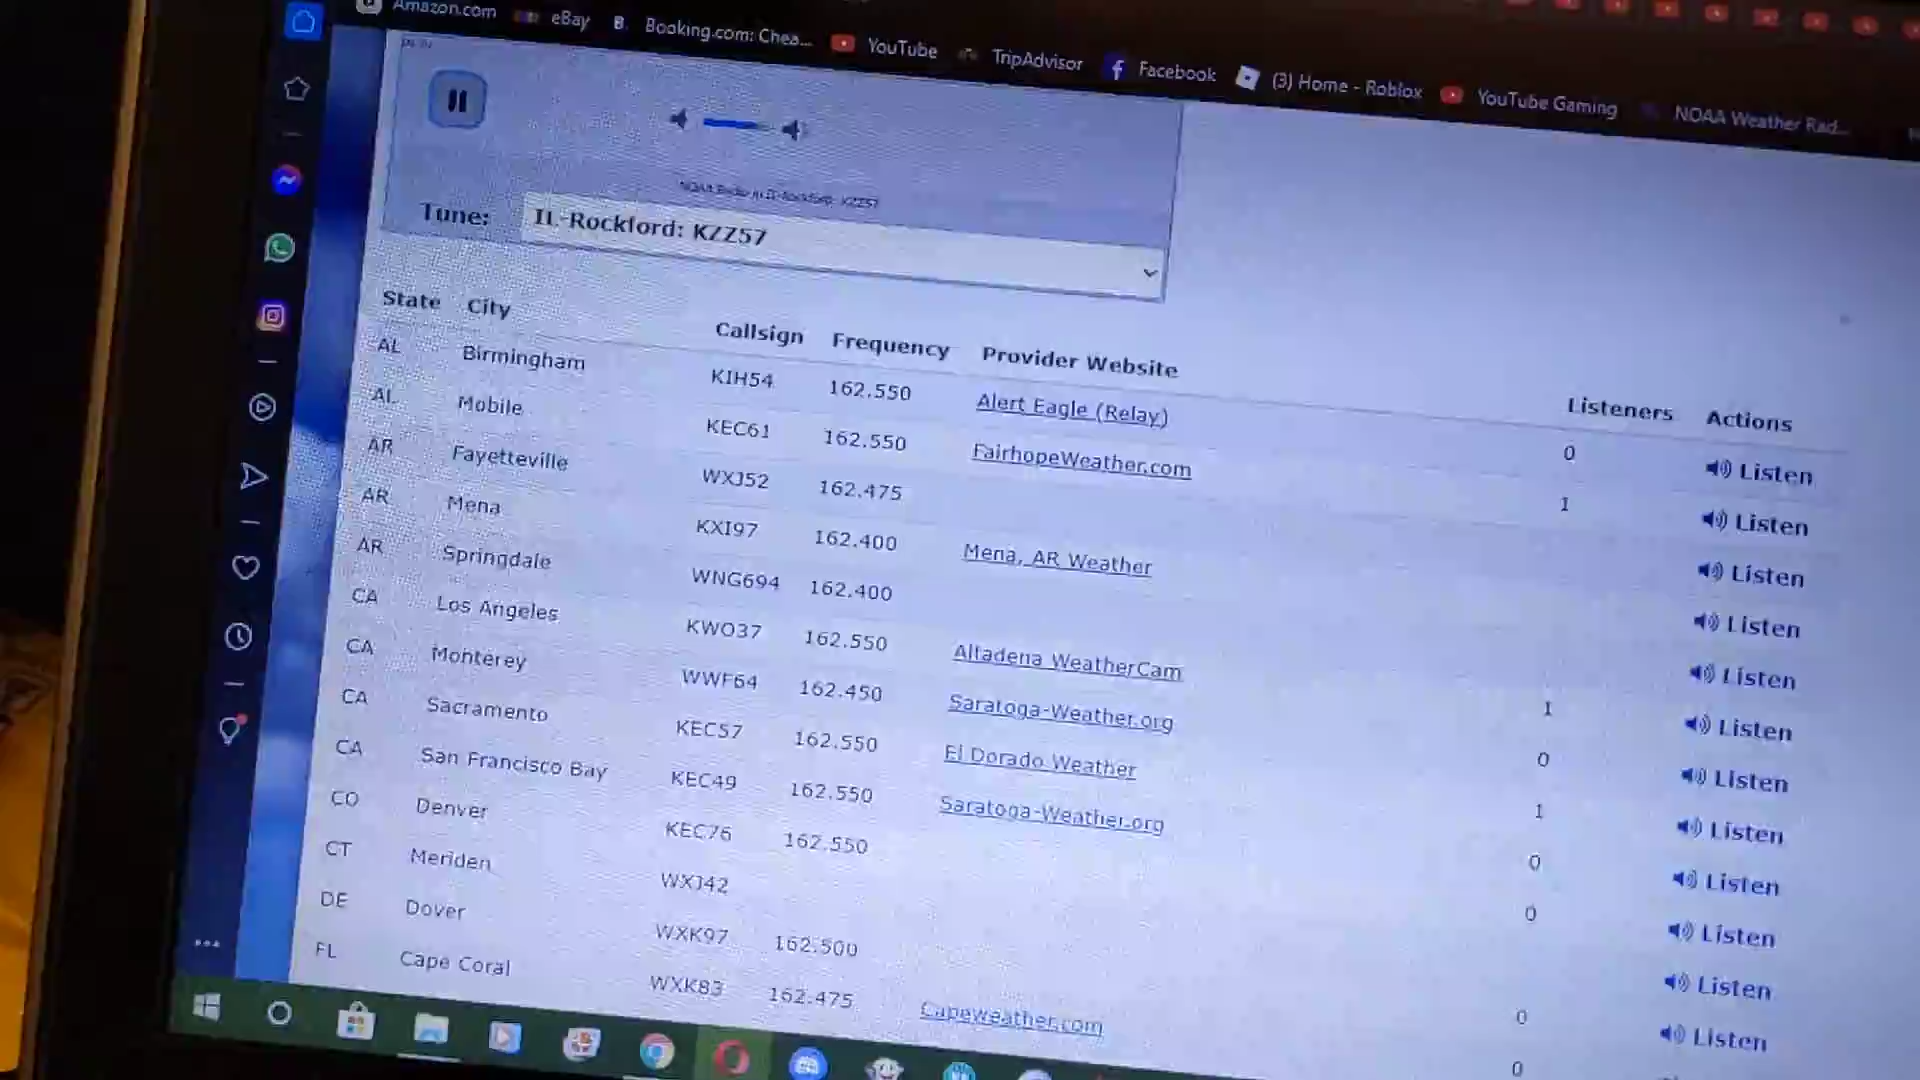 Amazon.com eBay B. Booking.com: Chea... YouTube TripAdvisor Facebook (3) Home - Roblox YouTube Gaming NOAA Weather Rad...
NOAA Radio in IL-Rockford: KZZ57
Tune: IL-Rockford: KZZ57
State City Callsign Frequency Provider Website Listeners Actions
AL Birmingham KIH54 162.550 Alert Eagle (Relay) 0 Listen
AL Mobile KEC61 162.550 FairhopeWeather.com 1 Listen
AR Fayetteville WXJ52 162.475 Listen
AR Mena KXI97 162.400 Mena, AR Weather Listen
AR Springdale WNG694 162.400 Listen
CA Los Angeles KWO37 162.550 Altadena WeatherCam 1 Listen
CA Monterey WWF64 162.450 Saratoga-Weather.org 0 Listen
CA Sacramento KEC57 162.550 El Dorado Weather 1 Listen
CA San Francisco Bay KEC49 162.550 Saratoga-Weather.org 0 Listen
CO Denver KEC76 162.550 0 Listen
CT Meriden WXJ42 Listen
DE Dover WXK97 162.500 0 Listen
FL Cape Coral WXK83 162.475 Capeweather.com 0